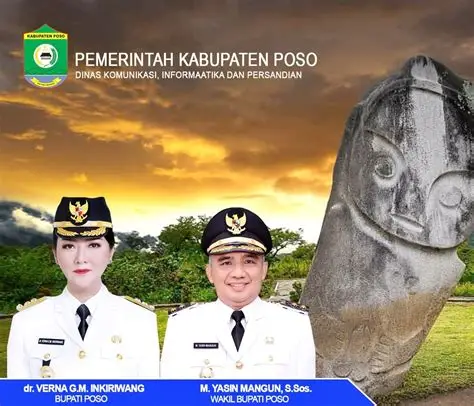 KABUPATEN POSO
PEMERINTAH KABUPATEN POSO
DINAS KOMUNIKASI, INFORMAATIKA DAN PERSANDIAN
dr. VERNA G.M. INKIRIWANG
BUPATI POSO
M. YASIN MANGUN, S.Sos.
WAKIL BUPATI POSO